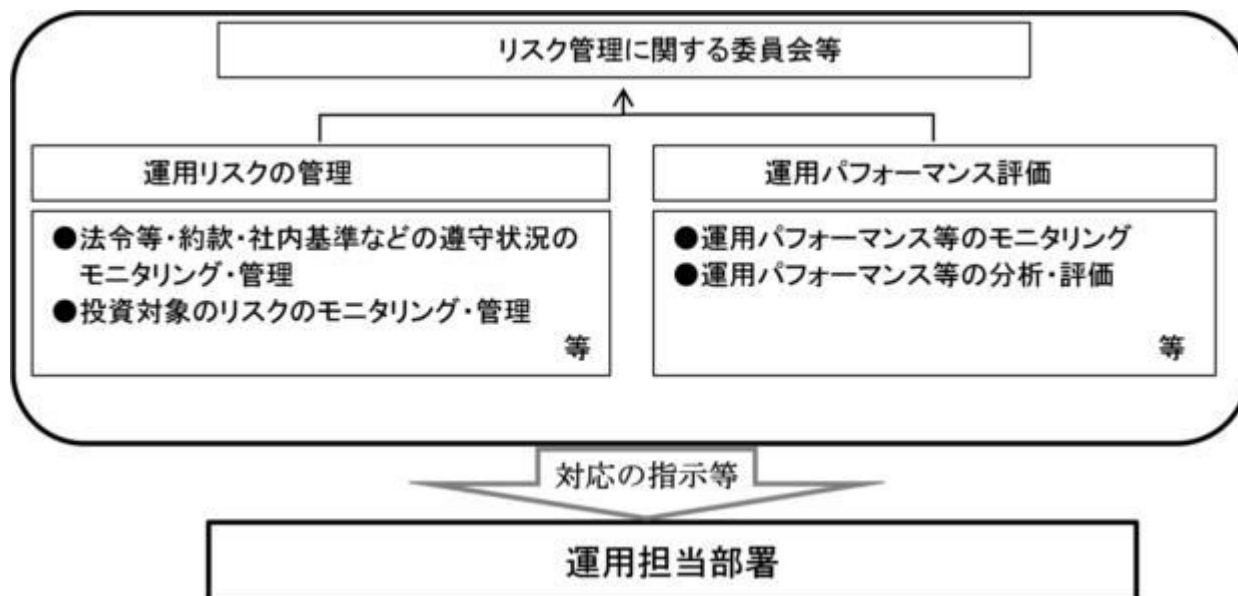 リスク管理に関する委員会等
運用リスクの管理
●法令等・約款・社内基準などの遵守状況の
モニタリング・管理
●投資対象のリスクのモニタリング・管理
等
運用パフォーマンス評価
●運用パフォーマンス等のモニタリング
●運用パフォーマンス等の分析・評価
等
対応の指示等
運用担当部署